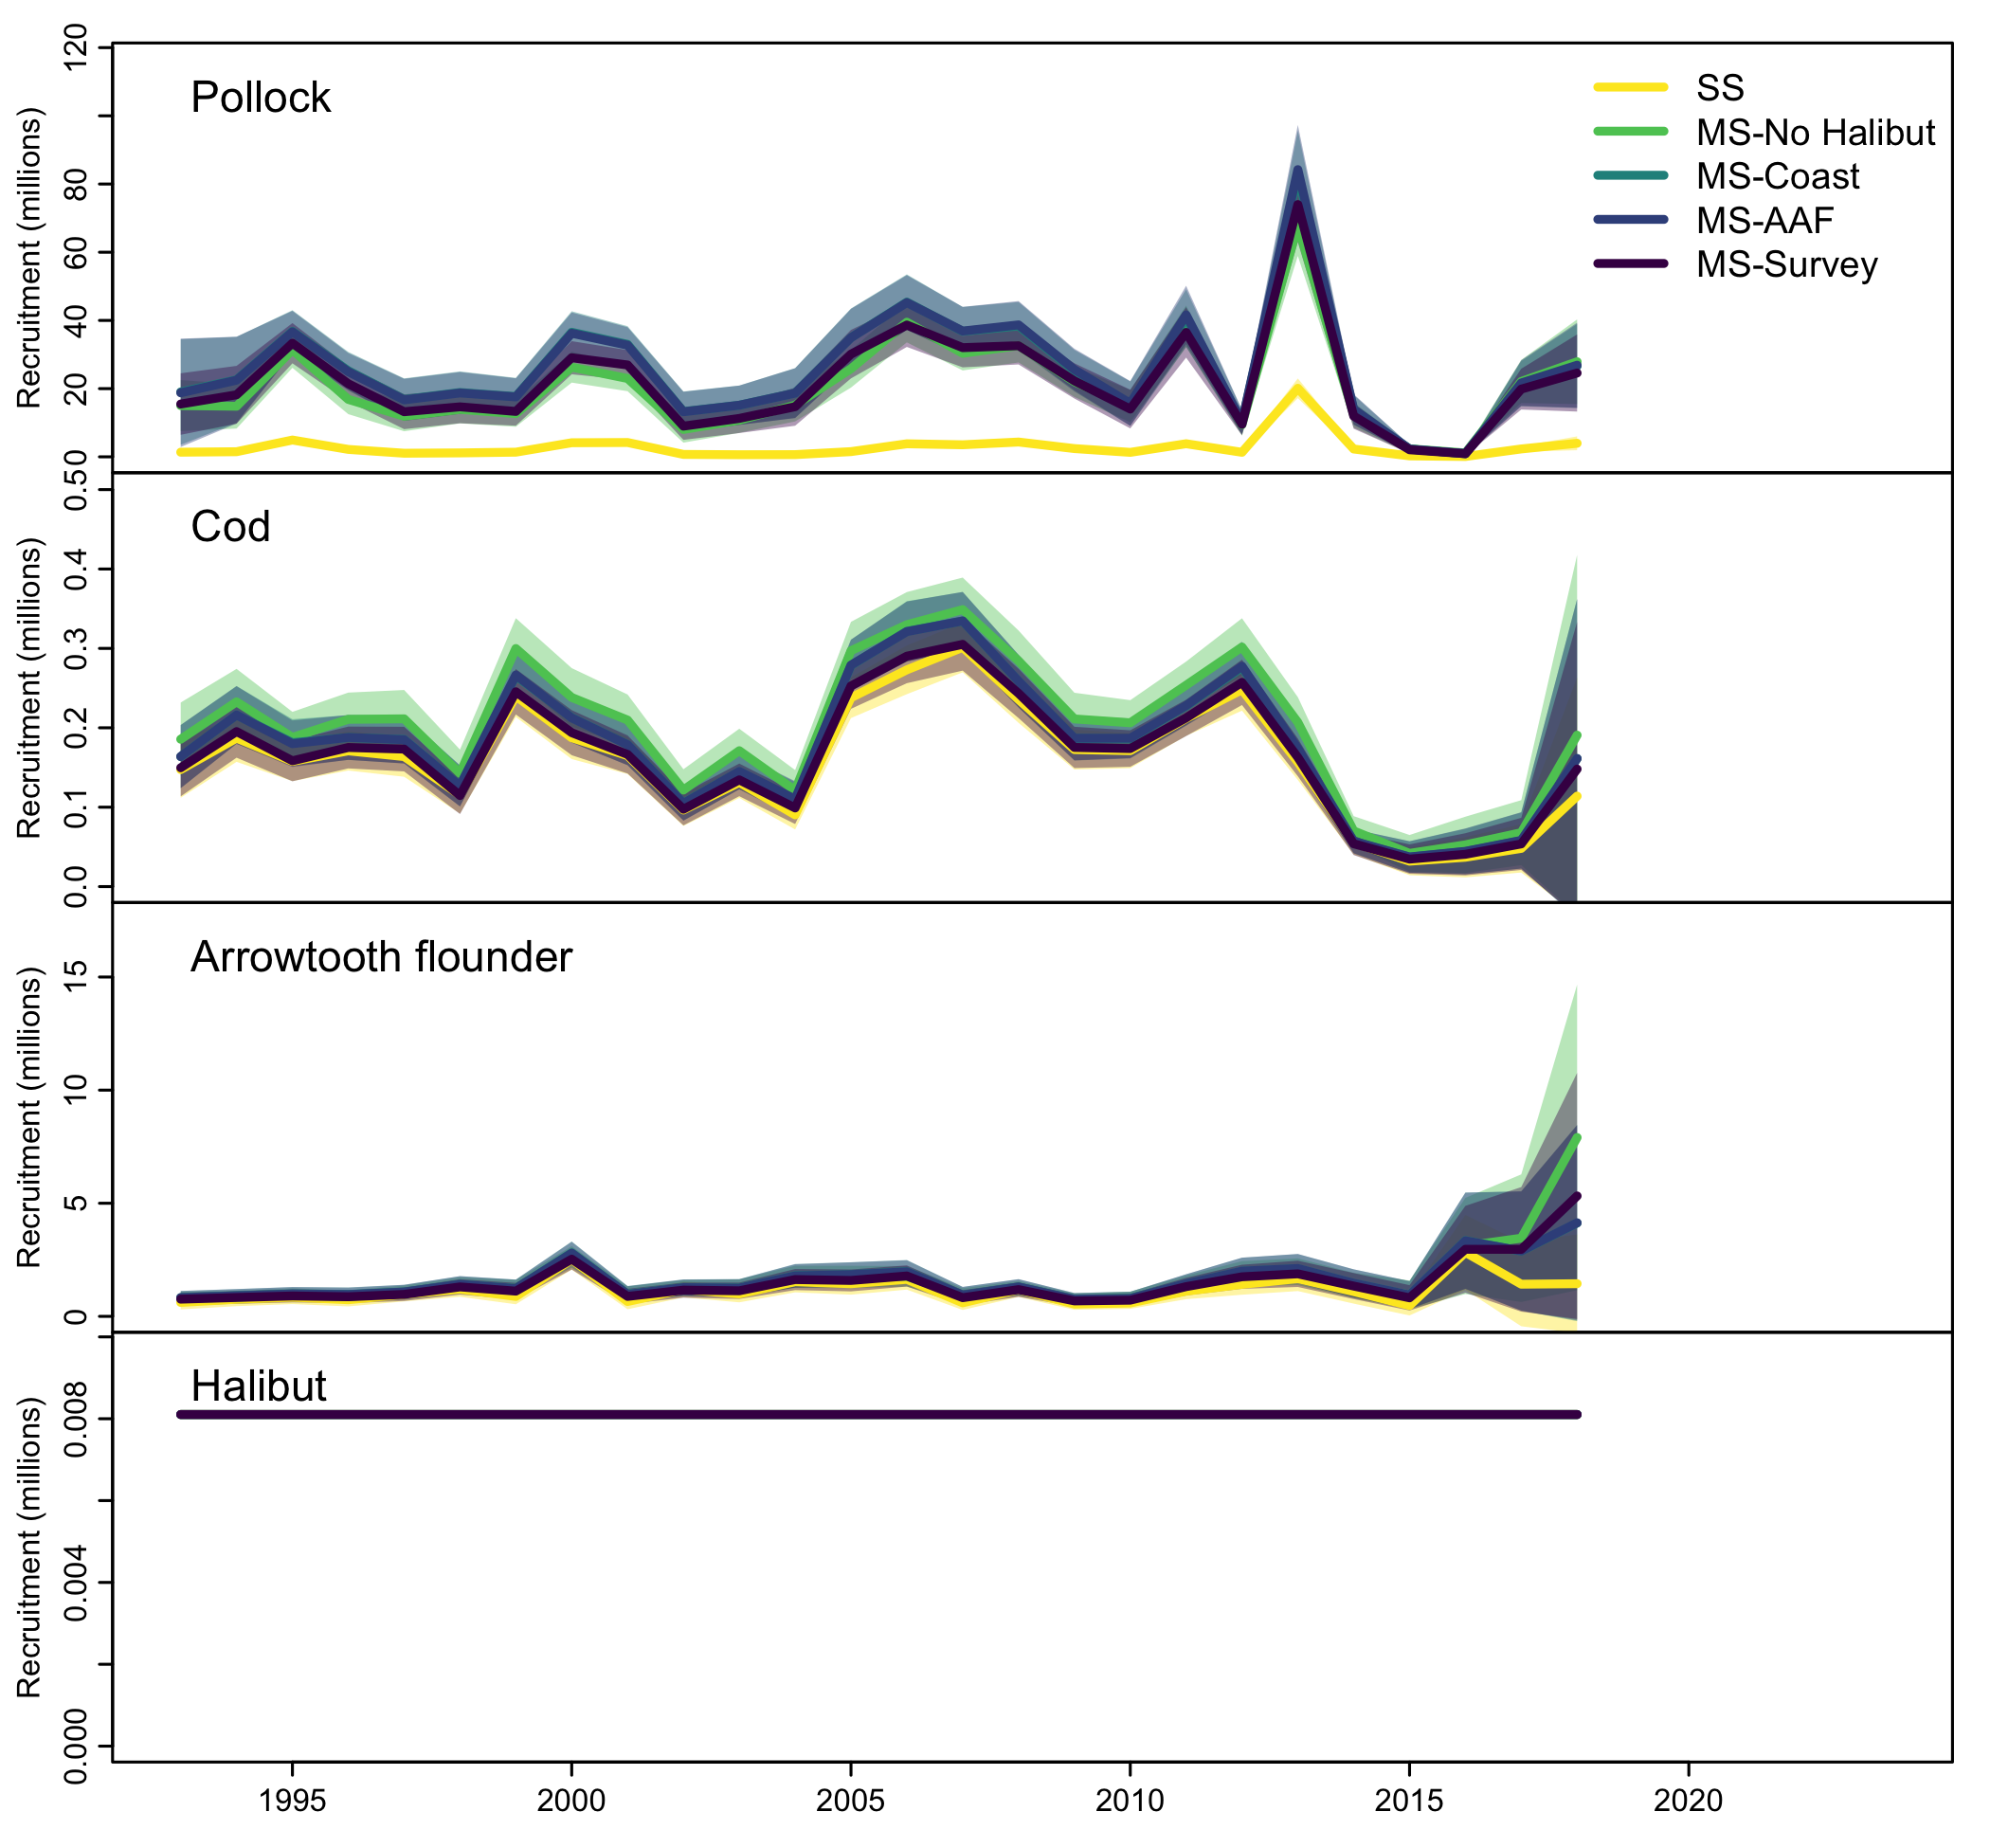 Pollock
SS
MS-No Halibut
MS-Coast
MS-AAF
MS-Survey
Recruitment (millions)
120
80
60
40
20
0
Cod
Recruitment (millions)
0.5
0.4
0.3
0.2
0.1
0.0
Arrowtooth flounder
Recruitment (millions)
15
10
5
0
Halibut
Recruitment (millions)
0.008
0.004
0.000
1995 2000 2005 2010 2015 2020